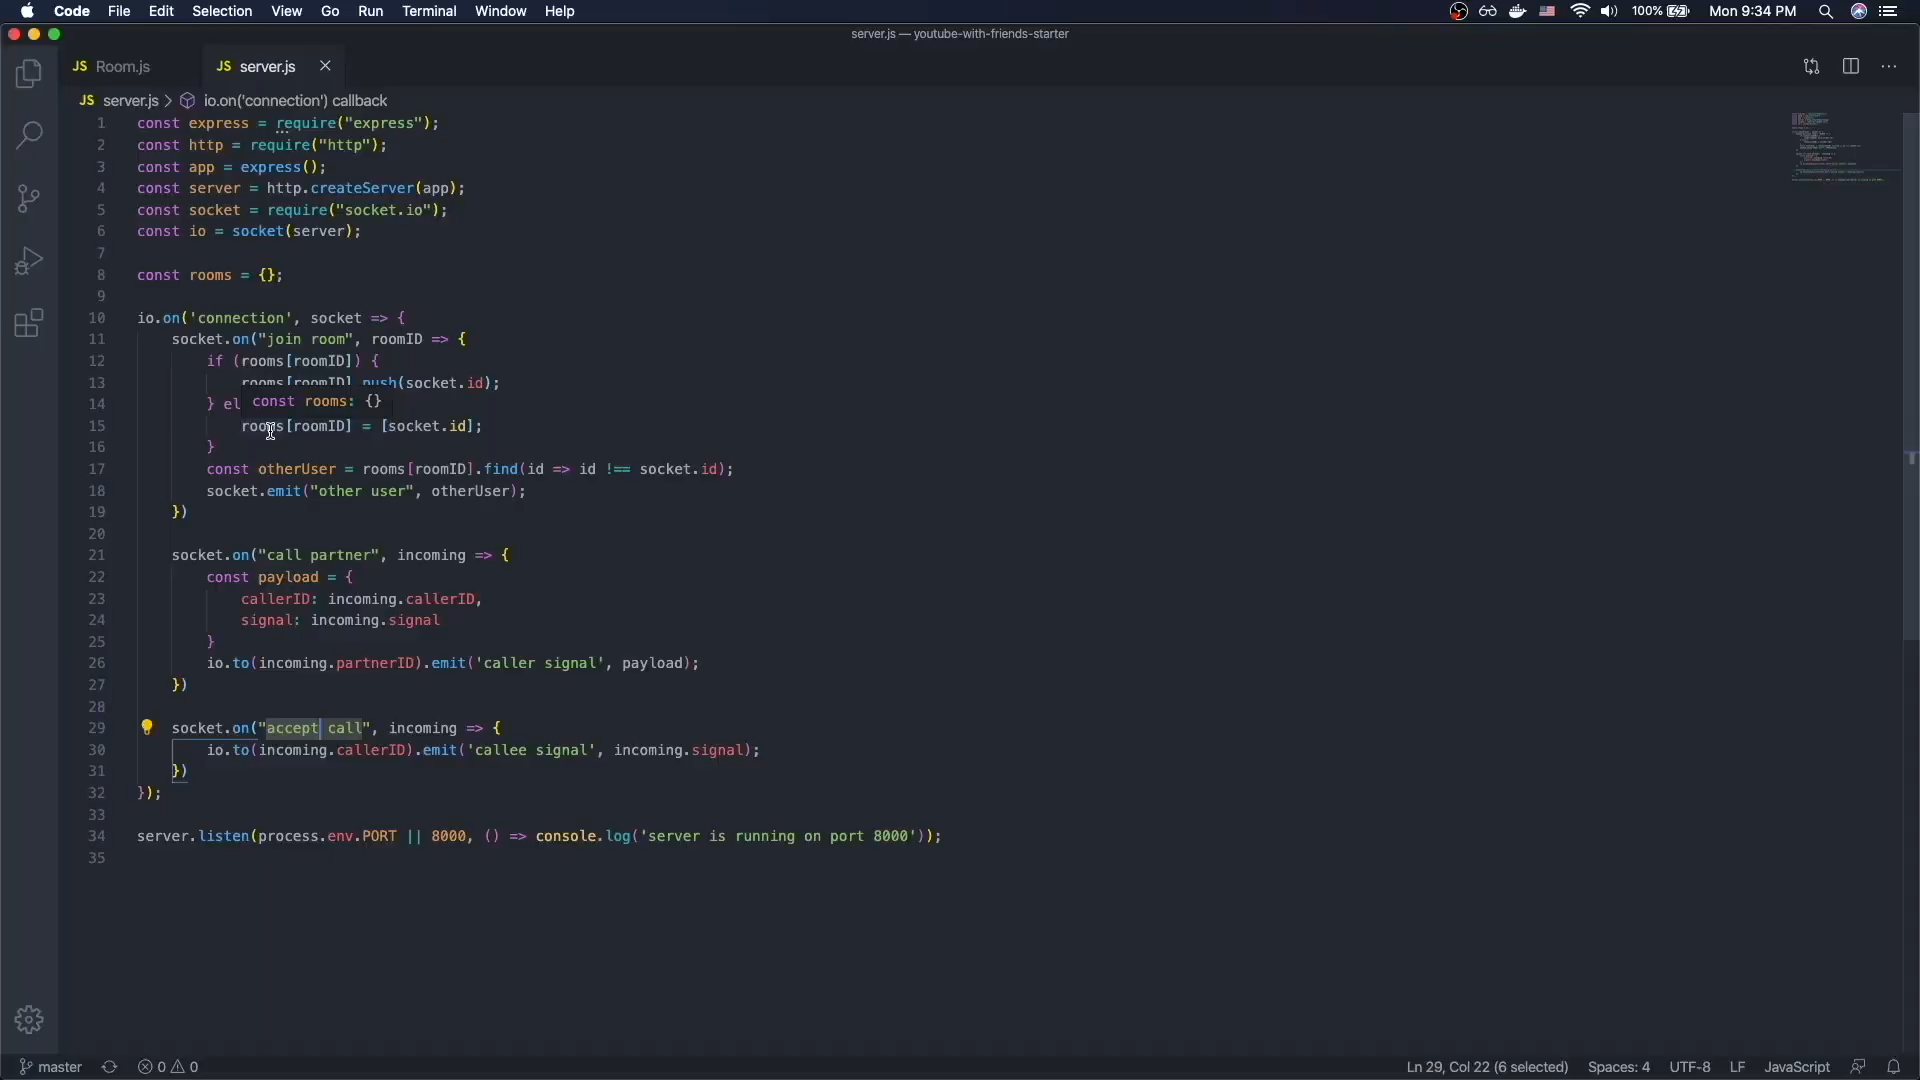 Code File Edit Selection View Go Run Terminal Window Help 100% Mon 9:34 PM
server.js — youtube-with-friends-starter
JS Room.js JS server.js
JS server.js > io.on('connection') callback
1 const express = require("express");
2 const http = require("http");
3 const app = express();
4 const server = http.createServer(app);
5 const socket = require("socket.io");
6 const io = socket(server);
7
8 const rooms = {};
9
10 io.on('connection', socket => {
11 socket.on("join room", roomID => {
12 if (rooms[roomID]) {
13 rooms[roomID].push(socket.id);
14 } el
const rooms: {}
15 rooms[roomID] = [socket.id];
16 }
17 const otherUser = rooms[roomID].find(id => id !== socket.id);
18 socket.emit("other user", otherUser);
19 })
20
21 socket.on("call partner", incoming => {
22 const payload = {
23 callerID: incoming.callerID,
24 signal: incoming.signal
25 }
26 io.to(incoming.partnerID).emit('caller signal', payload);
27 })
28
29 socket.on("accept call", incoming => {
30 io.to(incoming.callerID).emit('callee signal', incoming.signal);
31 })
32 });
33
34 server.listen(process.env.PORT || 8000, () => console.log('server is running on port 8000'));
35
master 0 0 Ln 29, Col 22 (6 selected) Spaces: 4 UTF-8 LF JavaScript